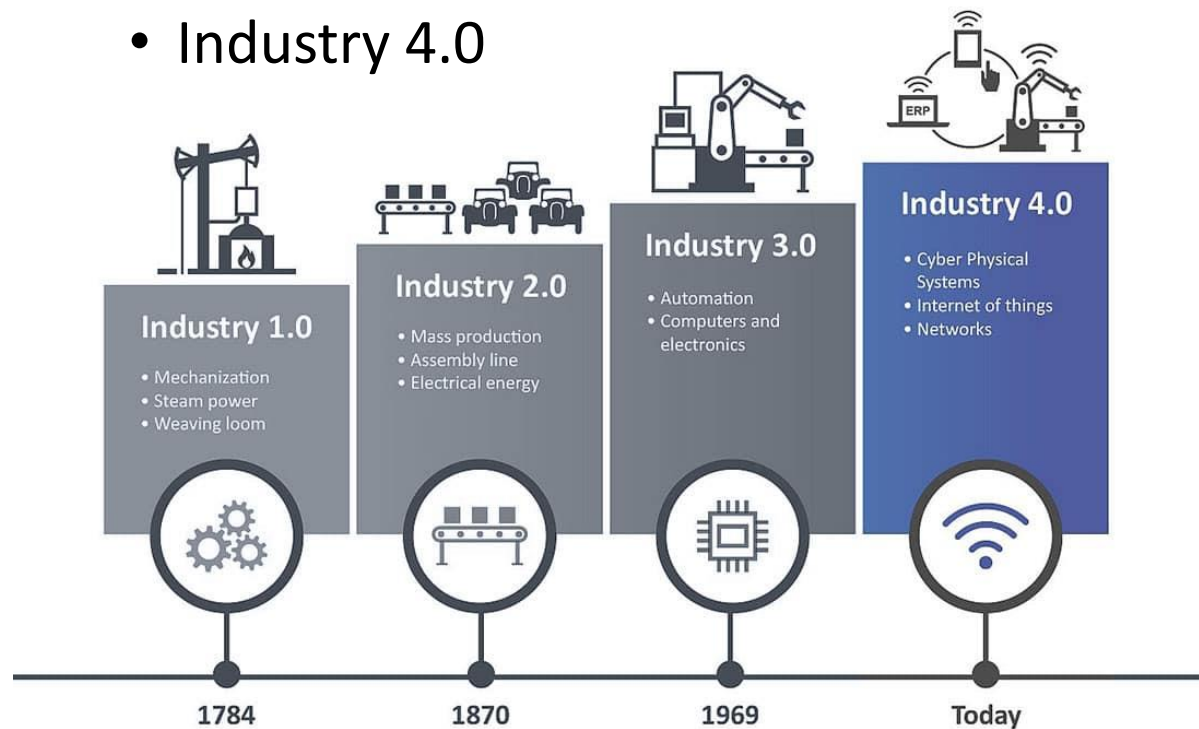 • Industry 4.0
ERP
Industry 1.0
• Mechanization
• Steam power
• Weaving loom
Industry 2.0
• Mass production
• Assembly line
• Electrical energy
Industry 3.0
• Automation
• Computers and
electronics
Industry 4.0
• Cyber Physical
Systems
• Internet of things
• Networks
1784
1870
1969
Today